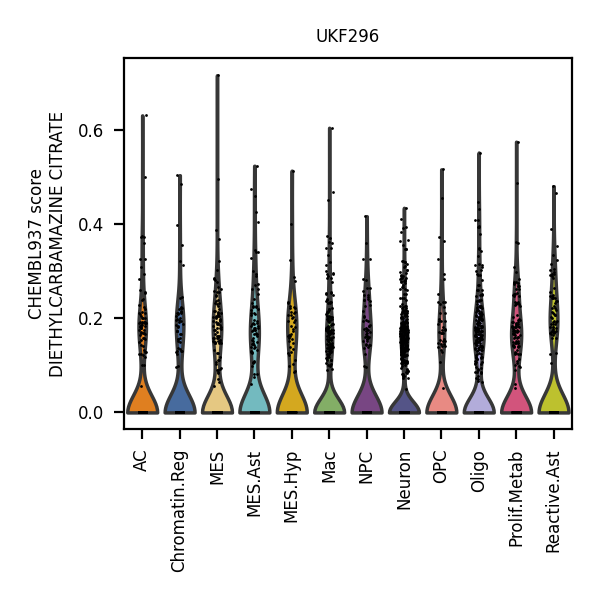 UKF296
CHEMBL937 score
DIETHYLCARBAMAZINE CITRATE
0.6
0.4
0.2
0.0
AC
Chromatin.Reg
MES
MES.Ast
MES.Hyp
Mac
NPC
Neuron
OPC
Oligo
Prolif.Metab
Reactive.Ast